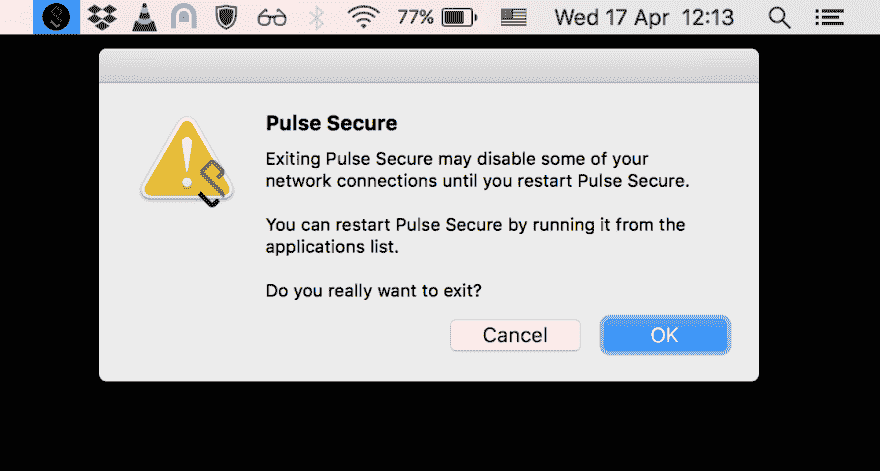 77% Wed 17 Apr 12:13
Pulse Secure
Exiting Pulse Secure may disable some of your
network connections until you restart Pulse Secure.
You can restart Pulse Secure by running it from the
applications list.
Do you really want to exit?
Cancel OK